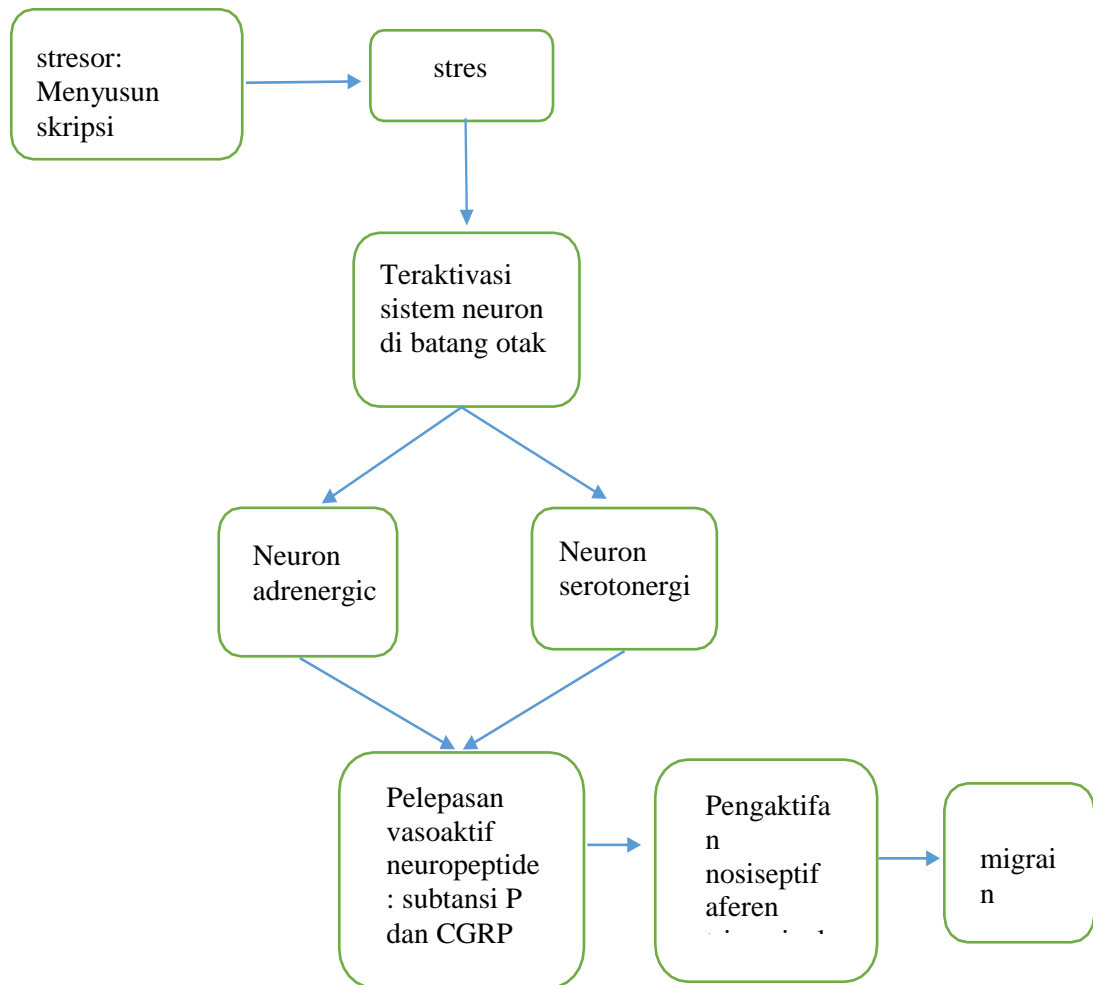 stresor:
Menyusun
skripsi
stres
Teraktivasi
sistem neuron
di batang otak
Neuron
adrenergic
Neuron
serotonergi
Pelepasan
vasoaktif
neuropeptide
: subtansi P
dan CGRP
Pengaktifa
n
nosiseptif
aferen
migrai
n